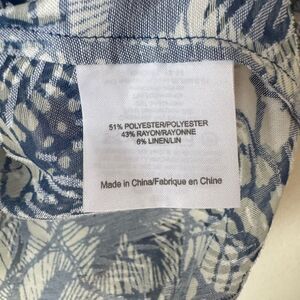 51% POLYESTER/POLYESTER
43% RAYON/RAYONNE
6% LINEN/LIN
Made in China/Fabrique en Chine